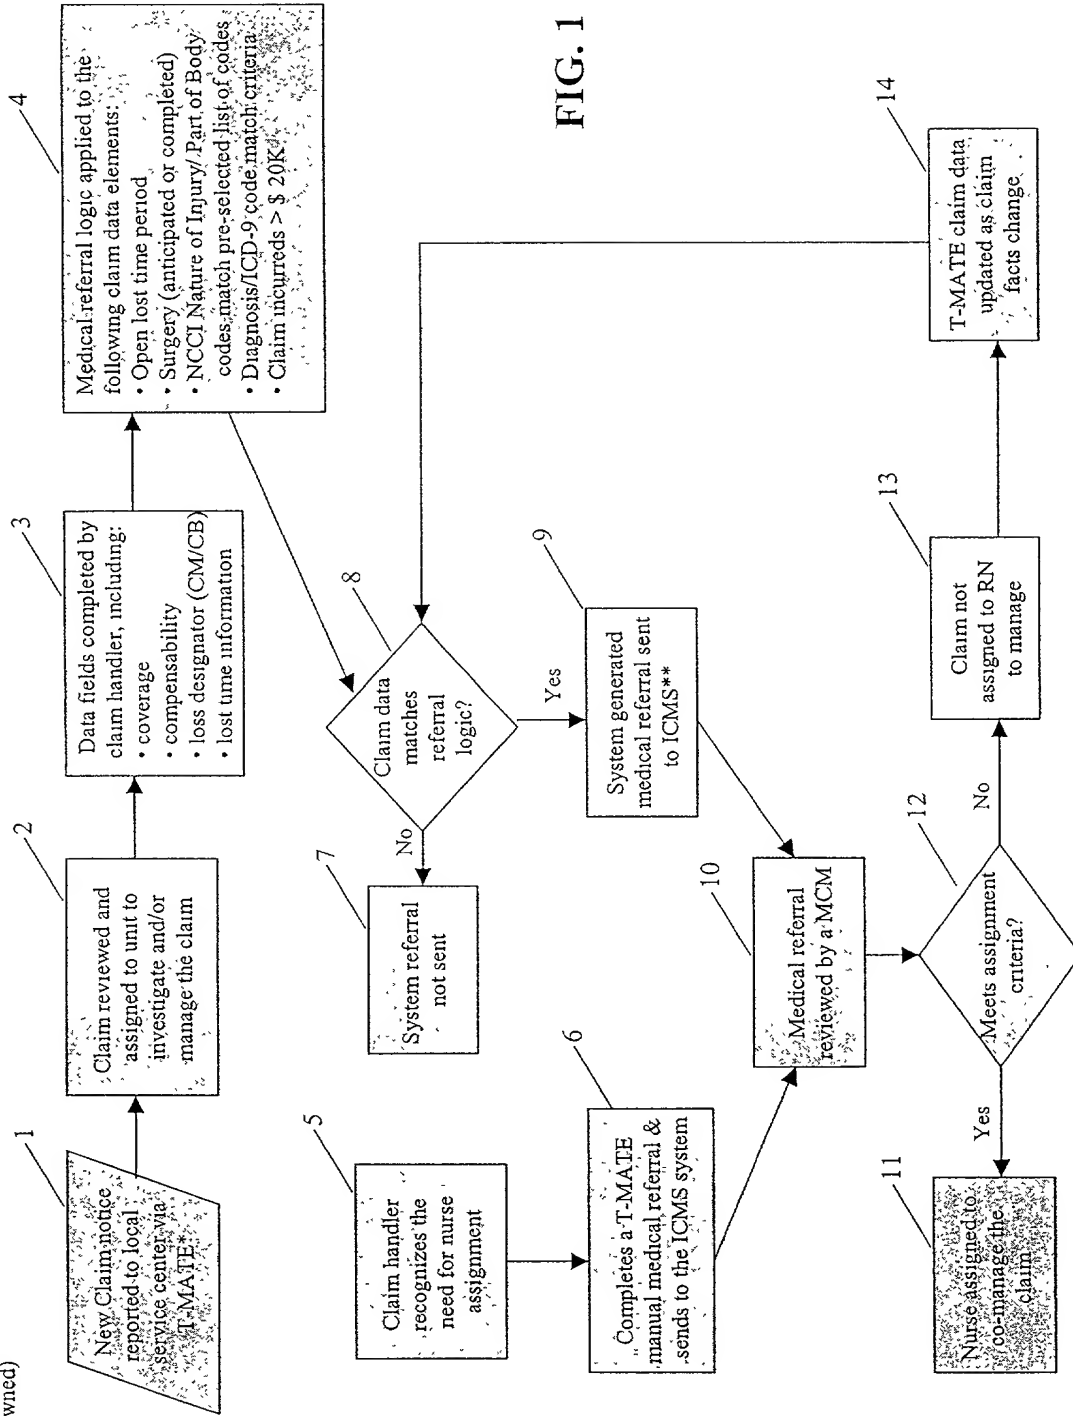 wned)
1
New Claim notice
reported to local
service center via
T-MATE*
2
Claim reviewed and
assigned to unit to
investigate and/or
manage the claim
3
Data fields completed by
claim handler, including:
• coverage
• compensability
• loss designator (CM/CB)
• lost time information
4
Medical referral logic applied to the
following claim data elements:
• Open lost time period
• Surgery (anticipated or completed)
• NCCI Nature of Injury/ Part of Body
codes match pre-selected list of codes
• Diagnosis/ICD-9 code match criteria
• Claim incurreds > $ 20K
5
Claim handler
recognizes the
need for nurse
assignment
7
System referral
not sent
No
8
Claim data
matches
referral
logic?
Yes
6
Completes a T-MATE
manual medical referral &
sends to the ICMS system
9
System generated
medical referral sent
to ICMS**
10
Medical referral
reviewed by a MCM
11
Nurse assigned to
co-manage the
claim
Yes
12
Meets assignment
criteria?
No
13
Claim not
assigned to RN
to manage
14
T-MATE claim data
updated as claim
facts change
FIG. 1